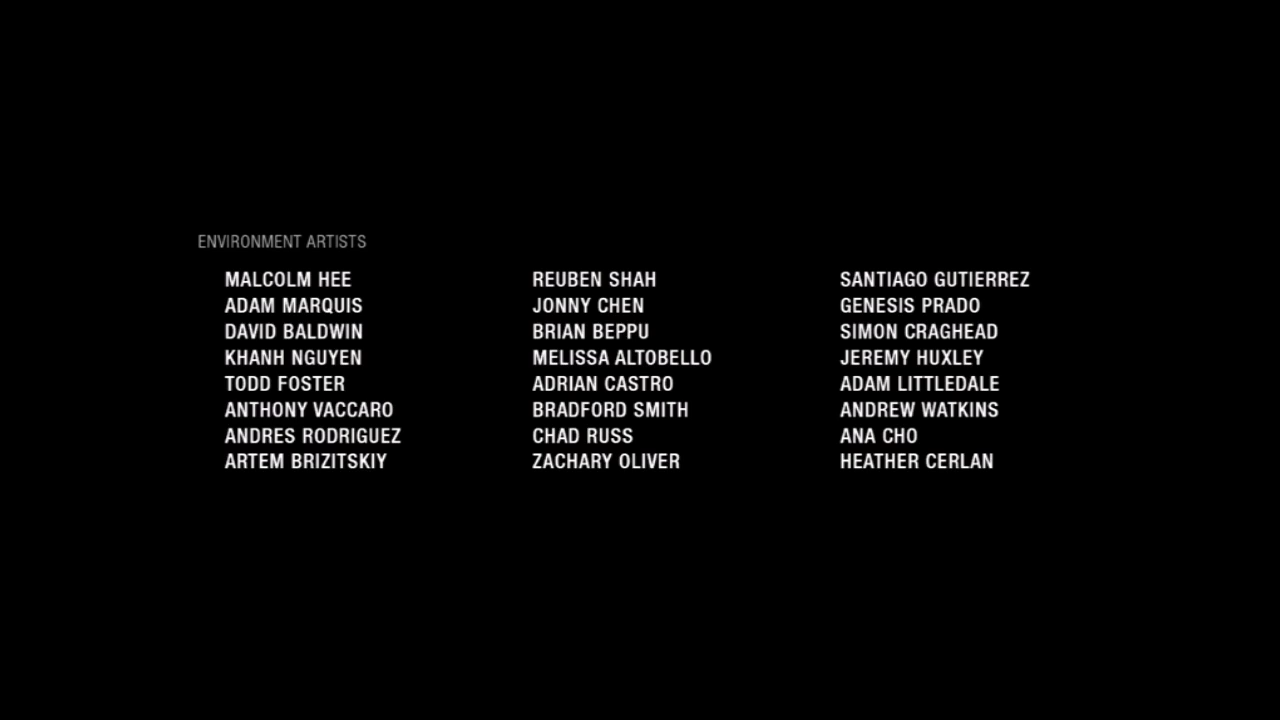 ENVIRONMENT ARTISTS
MALCOLM HEE
ADAM MARQUIS
DAVID BALDWIN
KHANH NGUYEN
TODD FOSTER
ANTHONY VACCARO
ANDRES RODRIGUEZ
ARTEM BRIZITSKIY
REUBEN SHAH
JONNY CHEN
BRIAN BEPPU
MELISSA ALTOBELLO
ADRIAN CASTRO
BRADFORD SMITH
CHAD RUSS
ZACHARY OLIVER
SANTIAGO GUTIERREZ
GENESIS PRADO
SIMON CRAGHEAD
JEREMY HUXLEY
ADAM LITTLEDALE
ANDREW WATKINS
ANA CHO
HEATHER CERLAN